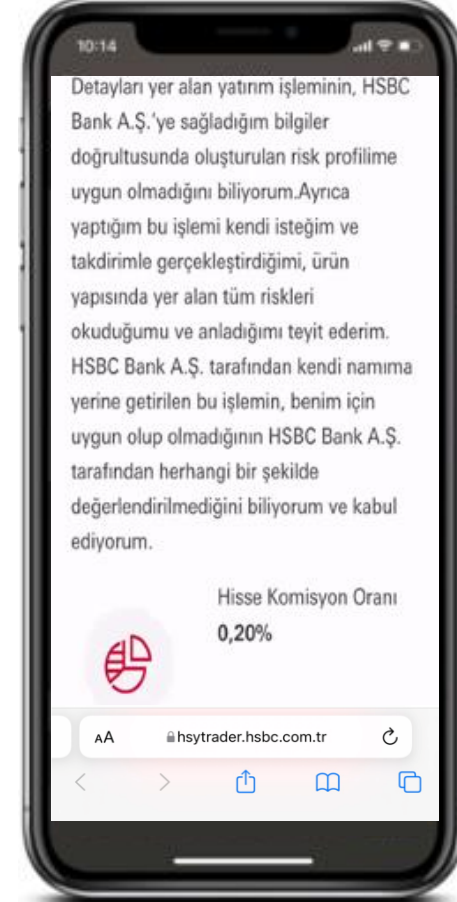 10:14
Detayları yer alan yatırım işleminin, HSBC
Bank A.Ş.'ye sağladığım bilgiler
doğrultusunda oluşturulan risk profilime
uygun olmadığını biliyorum.Ayrıca
yaptığım bu işlemi kendi isteğim ve
takdirimle gerçekleştirdiğimi, ürün
yapısında yer alan tüm riskleri
okuduğumu ve anladığımı teyit ederim.
HSBC Bank A.Ş. tarafından kendi namıma
yerine getirilen bu işlemin, benim için
uygun olup olmadığının HSBC Bank A.Ş.
tarafından herhangi bir şekilde
değerlendirilmediğini biliyorum ve kabul
ediyorum.
Hisse Komisyon Oranı
0,20%
AA hsytrader.hsbc.com.tr